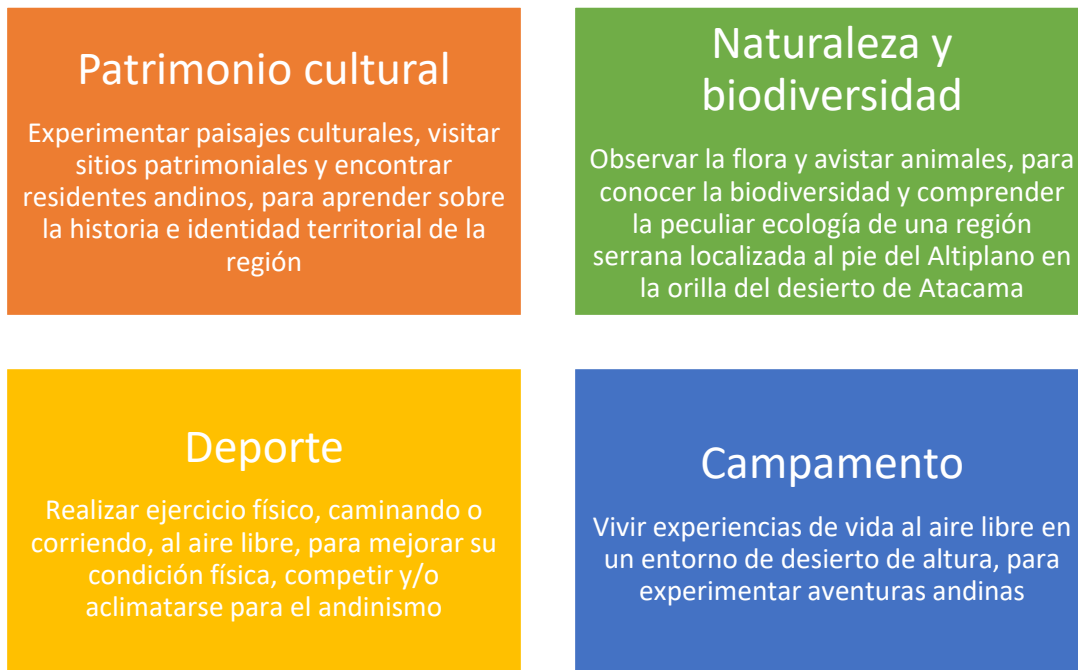 Patrimonio cultural
Experimentar paisajes culturales, visitar
sitios patrimoniales y encontrar
residentes andinos, para aprender sobre
la historia e identidad territorial de la
región
Naturaleza y
biodiversidad
Observar la flora y avistar animales, para
conocer la biodiversidad y comprender
la peculiar ecología de una región
serrana localizada al pie del Altiplano en
la orilla del desierto de Atacama
Deporte
Realizar ejercicio físico, caminando o
corriendo, al aire libre, para mejorar su
condición física, competir y/o
aclimatarse para el andinismo
Campamento
Vivir experiencias de vida al aire libre en
un entorno de desierto de altura, para
experimentar aventuras andinas